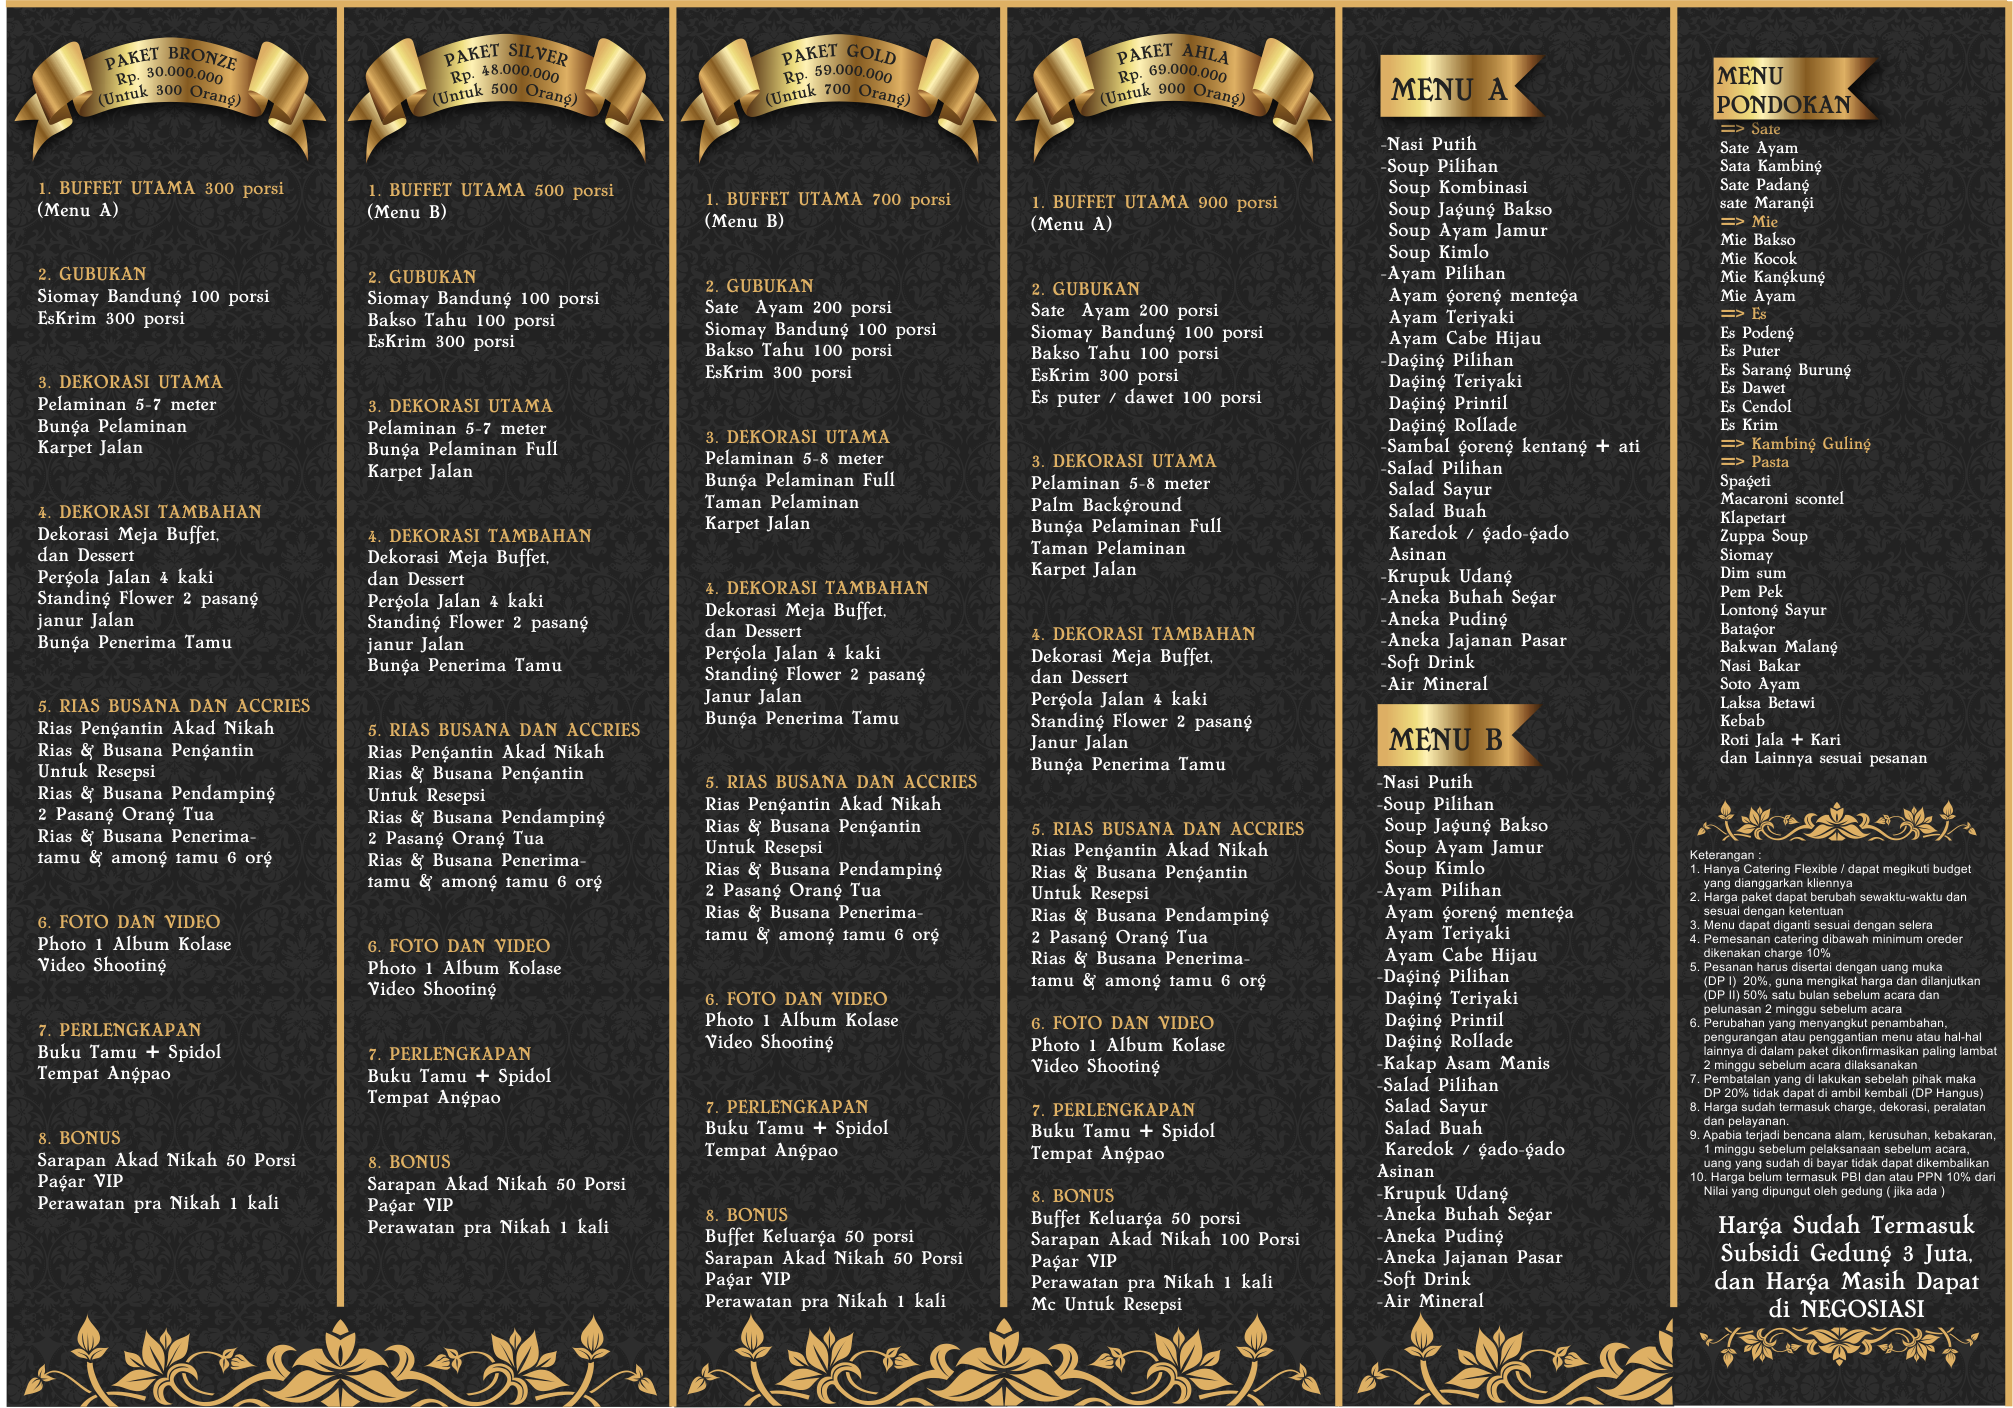 PAKET BRONZE
Rp. 30.000.000
(Untuk 300 Orang)
1. BUFFET UTAMA 300 porsi
(Menu A)
2. GUBUKAN
Siomay Bandung 100 porsi
EsKrim 300 porsi
3. DEKORASI UTAMA
Pelaminan 5-7 meter
Bunga Pelaminan
Karpet Jalan
4. DEKORASI TAMBAHAN
Dekorasi Meja Buffet,
dan Dessert
Pergola Jalan 4 kaki
Standing Flower 2 pasang
janur Jalan
Bunga Penerima Tamu
5. RIAS BUSANA DAN ACCRIES
Rias Pengantin Akad Nikah
Rias & Busana Pengantin
Untuk Resepsi
Rias & Busana Pendamping
2 Pasang Orang Tua
Rias & Busana Penerima-
tamu & among tamu 6 org
6. FOTO DAN VIDEO
Photo 1 Album Kolase
Video Shooting
7. PERLENGKAPAN
Buku Tamu + Spidol
Tempat Angpao
8. BONUS
Sarapan Akad Nikah 50 Porsi
Pagar VIP
Perawatan pra Nikah 1 kali
PAKET SILVER
Rp. 48.000.000
(Untuk 500 Orang)
1. BUFFET UTAMA 500 porsi
(Menu B)
2. GUBUKAN
Siomay Bandung 100 porsi
Bakso Tahu 100 porsi
EsKrim 300 porsi
3. DEKORASI UTAMA
Pelaminan 5-7 meter
Bunga Pelaminan Full
Karpet Jalan
4. DEKORASI TAMBAHAN
Dekorasi Meja Buffet,
dan Dessert
Pergola Jalan 4 kaki
Standing Flower 2 pasang
janur Jalan
Bunga Penerima Tamu
5. RIAS BUSANA DAN ACCRIES
Rias Pengantin Akad Nikah
Rias & Busana Pengantin
Untuk Resepsi
Rias & Busana Pendamping
2 Pasang Orang Tua
Rias & Busana Penerima-
tamu & among tamu 6 org
6. FOTO DAN VIDEO
Photo 1 Album Kolase
Video Shooting
7. PERLENGKAPAN
Buku Tamu + Spidol
Tempat Angpao
8. BONUS
Sarapan Akad Nikah 50 Porsi
Pagar VIP
Perawatan pra Nikah 1 kali
PAKET GOLD
Rp. 59.000.000
(Untuk 700 Orang)
1. BUFFET UTAMA 700 porsi
(Menu B)
2. GUBUKAN
Sate Ayam 200 porsi
Siomay Bandung 100 porsi
Bakso Tahu 100 porsi
EsKrim 300 porsi
3. DEKORASI UTAMA
Pelaminan 5-8 meter
Bunga Pelaminan Full
Taman Pelaminan
Karpet Jalan
4. DEKORASI TAMBAHAN
Dekorasi Meja Buffet,
dan Dessert
Pergola Jalan 4 kaki
Standing Flower 2 pasang
Janur Jalan
Bunga Penerima Tamu
5. RIAS BUSANA DAN ACCRIES
Rias Pengantin Akad Nikah
Rias & Busana Pengantin
Untuk Resepsi
Rias & Busana Pendamping
2 Pasang Orang Tua
Rias & Busana Penerima-
tamu & among tamu 6 org
6. FOTO DAN VIDEO
Photo 1 Album Kolase
Video Shooting
7. PERLENGKAPAN
Buku Tamu + Spidol
Tempat Angpao
8. BONUS
Buffet Keluarga 50 porsi
Sarapan Akad Nikah 50 Porsi
Pagar VIP
Perawatan pra Nikah 1 kali
PAKET AHLA
Rp. 69.000.000
(Untuk 900 Orang)
1. BUFFET UTAMA 900 porsi
(Menu A)
2. GUBUKAN
Sate Ayam 200 porsi
Siomay Bandung 100 porsi
Bakso Tahu 100 porsi
EsKrim 300 porsi
Es puter / dawet 100 porsi
3. DEKORASI UTAMA
Pelaminan 5-8 meter
Palm Background
Bunga Pelaminan Full
Taman Pelaminan
Karpet Jalan
4. DEKORASI TAMBAHAN
Dekorasi Meja Buffet,
dan Dessert
Pergola Jalan 4 kaki
Standing Flower 2 pasang
Janur Jalan
Bunga Penerima Tamu
5. RIAS BUSANA DAN ACCRIES
Rias Pengantin Akad Nikah
Rias & Busana Pengantin
Untuk Resepsi
Rias & Busana Pendamping
2 Pasang Orang Tua
Rias & Busana Penerima-
tamu & among tamu 6 org
6. FOTO DAN VIDEO
Photo 1 Album Kolase
Video Shooting
7. PERLENGKAPAN
Buku Tamu + Spidol
Tempat Angpao
8. BONUS
Buffet Keluarga 50 porsi
Sarapan Akad Nikah 100 Porsi
Pagar VIP
Perawatan pra Nikah 1 kali
Mc Untuk Resepsi
MENU A
-Nasi Putih
-Soup Pilihan
Soup Kombinasi
Soup Jagung Bakso
Soup Ayam Jamur
Soup Kimlo
-Ayam Pilihan
Ayam goreng mentega
Ayam Teriyaki
Ayam Cabe Hijau
-Daging Pilihan
Daging Teriyaki
Daging Printil
Daging Rollade
-Sambal goreng kentang + ati
-Salad Pilihan
Salad Sayur
Salad Buah
Karedok / gado-gado
Asinan
-Krupuk Udang
-Aneka Buhah Segar
-Aneka Puding
-Aneka Jajanan Pasar
-Soft Drink
-Air Mineral
MENU B
-Nasi Putih
-Soup Pilihan
Soup Jagung Bakso
Soup Ayam Jamur
Soup Kimlo
-Ayam Pilihan
Ayam goreng mentega
Ayam Teriyaki
Ayam Cabe Hijau
-Daging Pilihan
Daging Teriyaki
Daging Printil
Daging Rollade
-Kakap Asam Manis
-Salad Pilihan
Salad Sayur
Salad Buah
Karedok / gado-gado
Asinan
-Krupuk Udang
-Aneka Buhah Segar
-Aneka Puding
-Aneka Jajanan Pasar
-Soft Drink
-Air Mineral
MENU
PONDOKAN
=> Sate
Sate Ayam
Sata Kambing
Sate Padang
sate Marangi
=> Mie
Mie Bakso
Mie Kocok
Mie Kangkung
Mie Ayam
=> Es
Es Podeng
Es Puter
Es Sarang Burung
Es Dawet
Es Cendol
Es Krim
=> Kambing Guling
=> Pasta
Spageti
Macaroni scontel
Klapetart
Zuppa Soup
Siomay
Dim sum
Pem Pek
Lontong Sayur
Batagor
Bakwan Malang
Nasi Bakar
Soto Ayam
Laksa Betawi
Kebab
Roti Jala + Kari
dan Lainnya sesuai pesanan
Keterangan :
1. Hanya Catering Flexible / dapat megikuti budget
yang dianggarkan kliennya
2. Harga paket dapat berubah sewaktu-waktu dan
sesuai dengan ketentuan
3. Menu dapat diganti sesuai dengan selera
4. Pemesanan catering dibawah minimum oreder
dikenakan charge 10%
5. Pesanan harus disertai dengan uang muka
(DP I) 20%, guna mengikat harga dan dilanjutkan
(DP II) 50% satu bulan sebelum acara dan
pelunasan 2 minggu sebelum acara
6. Perubahan yang menyangkut penambahan,
pengurangan atau penggantian menu atau hal-hal
lainnya di dalam paket dikonfirmasikan paling lambat
2 minggu sebelum acara dilaksanakan
7. Pembatalan yang di lakukan sebelah pihak maka
DP 20% tidak dapat di ambil kembali (DP Hangus)
8. Harga sudah termasuk charge, dekorasi, peralatan
dan pelayanan.
9. Apabia terjadi bencana alam, kerusuhan, kebakaran,
1 minggu sebelum pelaksanaan sebelum acara,
uang yang sudah di bayar tidak dapat dikembalikan
10. Harga belum termasuk PBI dan atau PPN 10% dari
Nilai yang dipungut oleh gedung ( jika ada )
Harga Sudah Termasuk
Subsidi Gedung 3 Juta,
dan Harga Masih Dapat
di NEGOSIASI